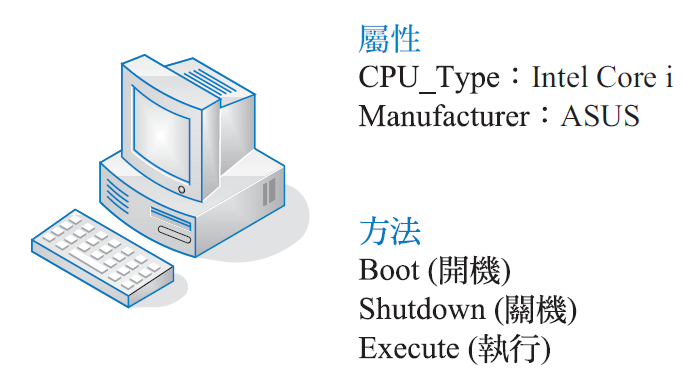 屬性
CPU_Type：Intel Core i
Manufacturer：ASUS
方法
Boot (開機)
Shutdown (關機)
Execute (執行)